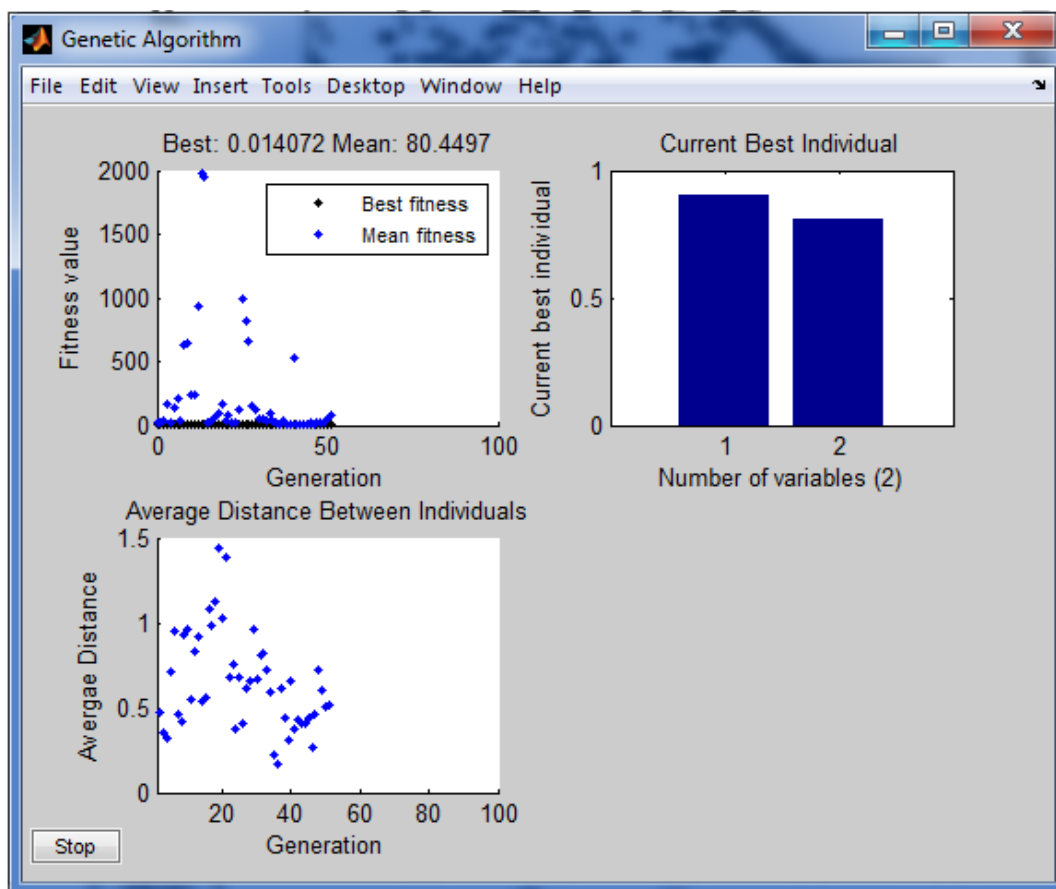 Genetic Algorithm
File Edit View Insert Tools Desktop Window Help
Best: 0.014072 Mean: 80.4497
2000
1500
1000
500
0
Fitness value
Best fitness
Mean fitness
0 50 100
Generation
Current Best Individual
1
0.5
0
Current best individual
1 2
Number of variables (2)
Average Distance Between Individuals
1.5
1
0.5
0
Avergae Distance
20 40 60 80 100
Generation
Stop